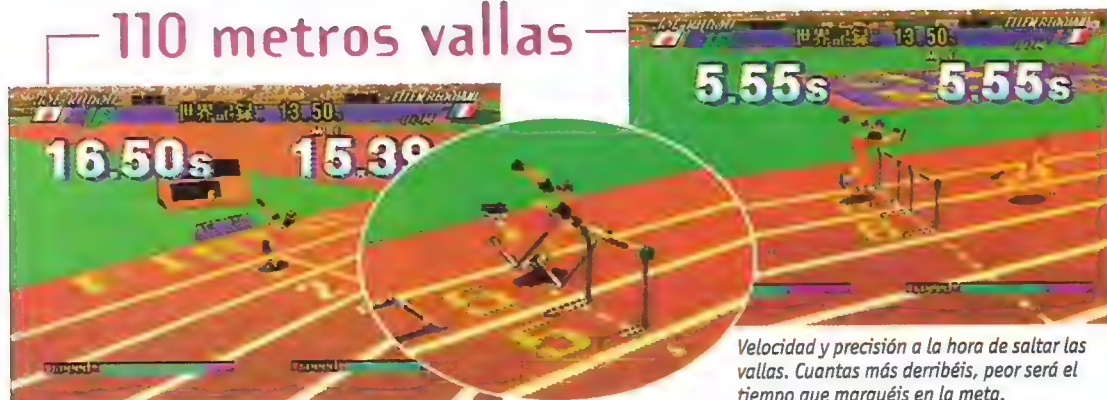 110 metros vallas
世界記録 13.50
16.50s 15.39
世界記録 13.50
5.55s 5.55s
Velocidad y precisión a la hora de saltar las
vallas. Cuantas más derribéis, peor será el
tiempo que marquéis en la meta.